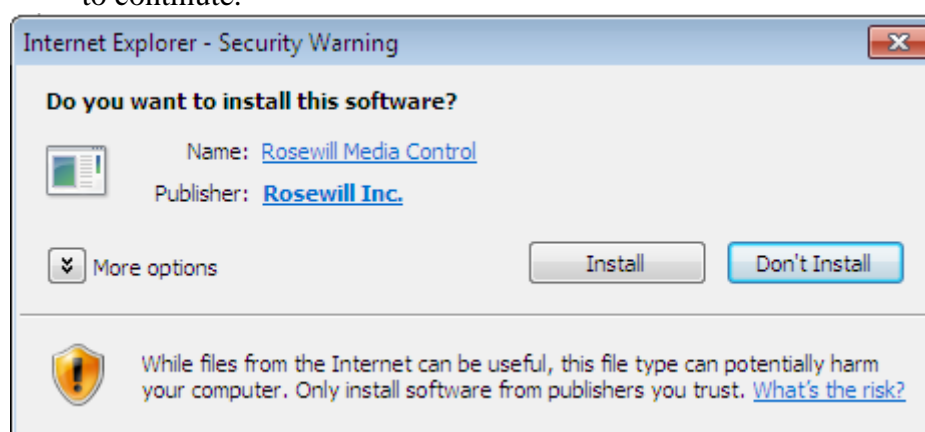 to continue.
Internet Explorer - Security Warning
Do you want to install this software?
Name: Rosewill Media Control
Publisher: Rosewill Inc.
More options Install Don't Install
While files from the Internet can be useful, this file type can potentially harm
your computer. Only install software from publishers you trust. What's the risk?